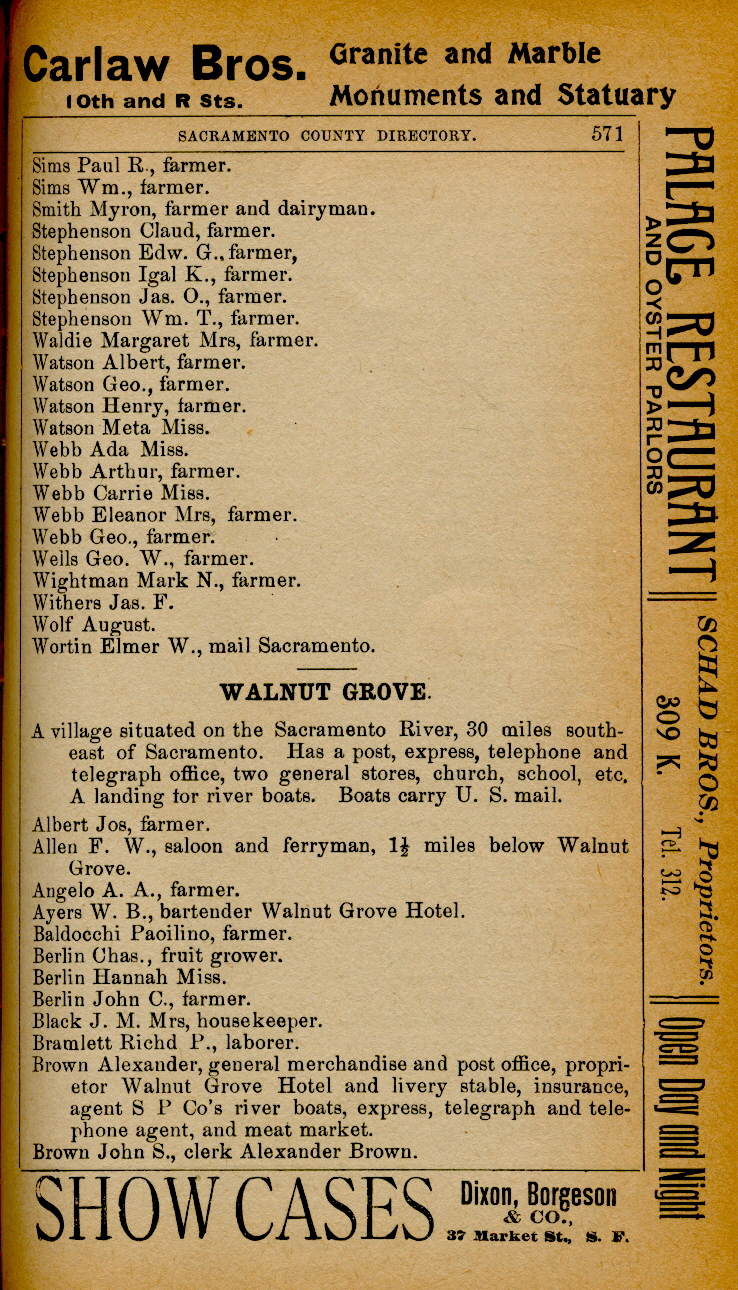 Carlaw Bros.
10th and R Sts.
Granite and Marble
Monuments and Statuary
SACRAMENTO COUNTY DIRECTORY. 571
Sims Paul R., farmer.
Sims Wm., farmer.
Smith Myron, farmer and dairyman.
Stephenson Claud, farmer.
Stephenson Edw. G., farmer,
Stephenson Igal K., farmer.
Stephenson Jas. O., farmer.
Stephenson Wm. T., farmer.
Waldie Margaret Mrs, farmer.
Watson Albert, farmer.
Watson Geo., farmer.
Watson Henry, farmer.
Watson Meta Miss.
Webb Ada Miss.
Webb Arthur, farmer.
Webb Carrie Miss.
Webb Eleanor Mrs, farmer.
Webb Geo., farmer.
Wells Geo. W., farmer.
Wightman Mark N., farmer.
Withers Jas. F.
Wolf August.
Wortin Elmer W., mail Sacramento.
WALNUT GROVE.
A village situated on the Sacramento River, 30 miles south-
east of Sacramento. Has a post, express, telephone and
telegraph office, two general stores, church, school, etc.
A landing for river boats. Boats carry U. S. mail.
Albert Jos, farmer.
Allen F. W., saloon and ferryman, 1½ miles below Walnut
Grove.
Angelo A. A., farmer.
Ayers W. B., bartender Walnut Grove Hotel.
Baldocchi Paoilino, farmer.
Berlin Chas., fruit grower.
Berlin Hannah Miss.
Berlin John C., farmer.
Black J. M. Mrs, housekeeper.
Bramlett Richd P., laborer.
Brown Alexander, general merchandise and post office, propri-
etor Walnut Grove Hotel and livery stable, insurance,
agent S P Co's river boats, express, telegraph and tele-
phone agent, and meat market.
Brown John S., clerk Alexander Brown.
PALACE RESTAURANT
AND OYSTER PARLORS
SCHAD BROS., Proprietors.
309 K. Tel. 312.
Open Day and Night
SHOW CASES
Dixon, Borgeson
& CO.,
37 Market St., S. F.